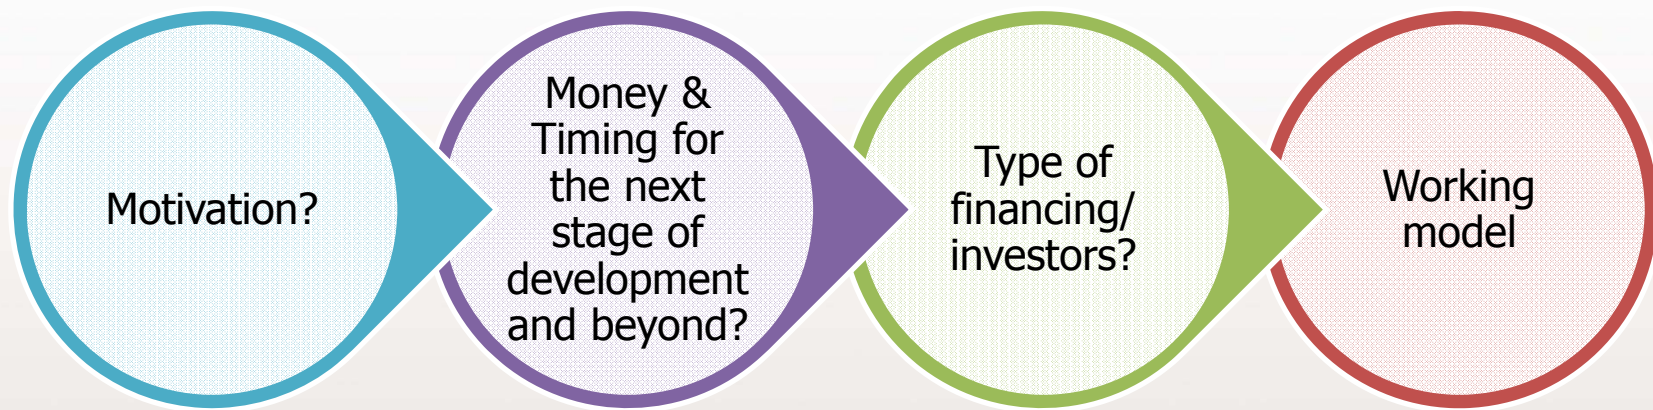 Motivation?
Money &
Timing for
the next
stage of
development
and beyond?
Type of
financing/
investors?
Working
model